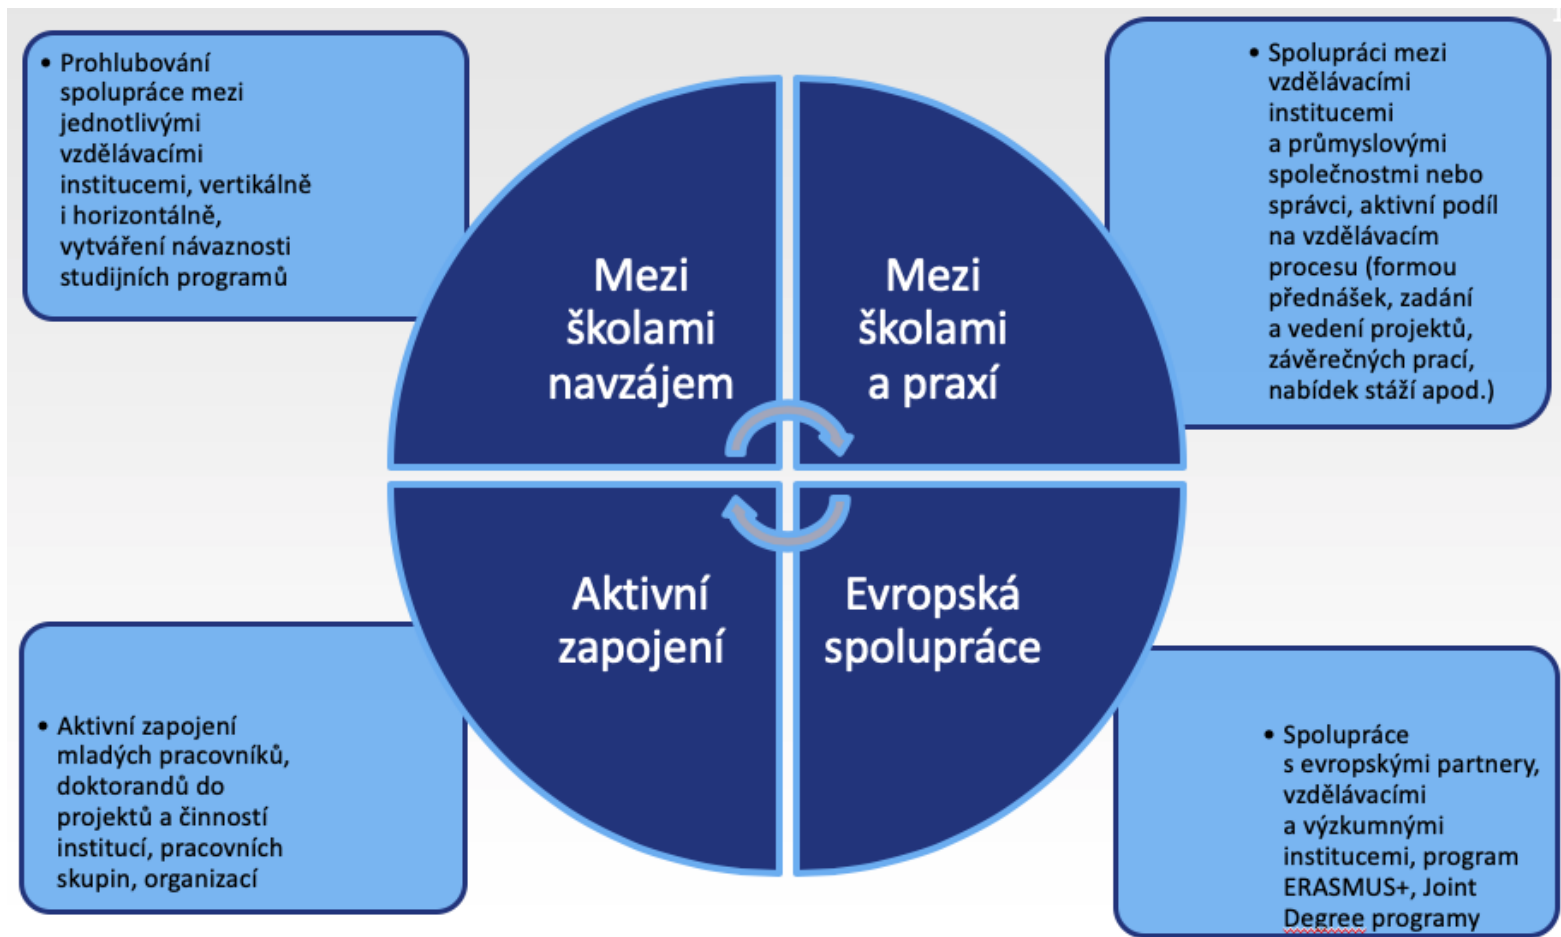 • Prohlubování
spolupráce mezi
jednotlivými
vzdělávacími
institucemi, vertikálně
i horizontálně,
vytváření návaznosti
studijních programů
Mezi
školami
navzájem
Mezi
školami
a praxí
• Spolupráci mezi
vzdělávacími
institucemi
a průmyslovými
společnostmi nebo
správci, aktivní podíl
na vzdělávacím
procesu (formou
přednášek, zadání
a vedení projektů,
závěrečných prací,
nabídek stáží apod.)
• Aktivní zapojení
mladých pracovníků,
doktorandů do
projektů a činností
institucí, pracovních
skupin, organizací
Aktivní
zapojení
Evropská
spolupráce
• Spolupráce
s evropskými partnery,
vzdělávacími
a výzkumnými
institucemi, program
ERASMUS+, Joint
Degree programy